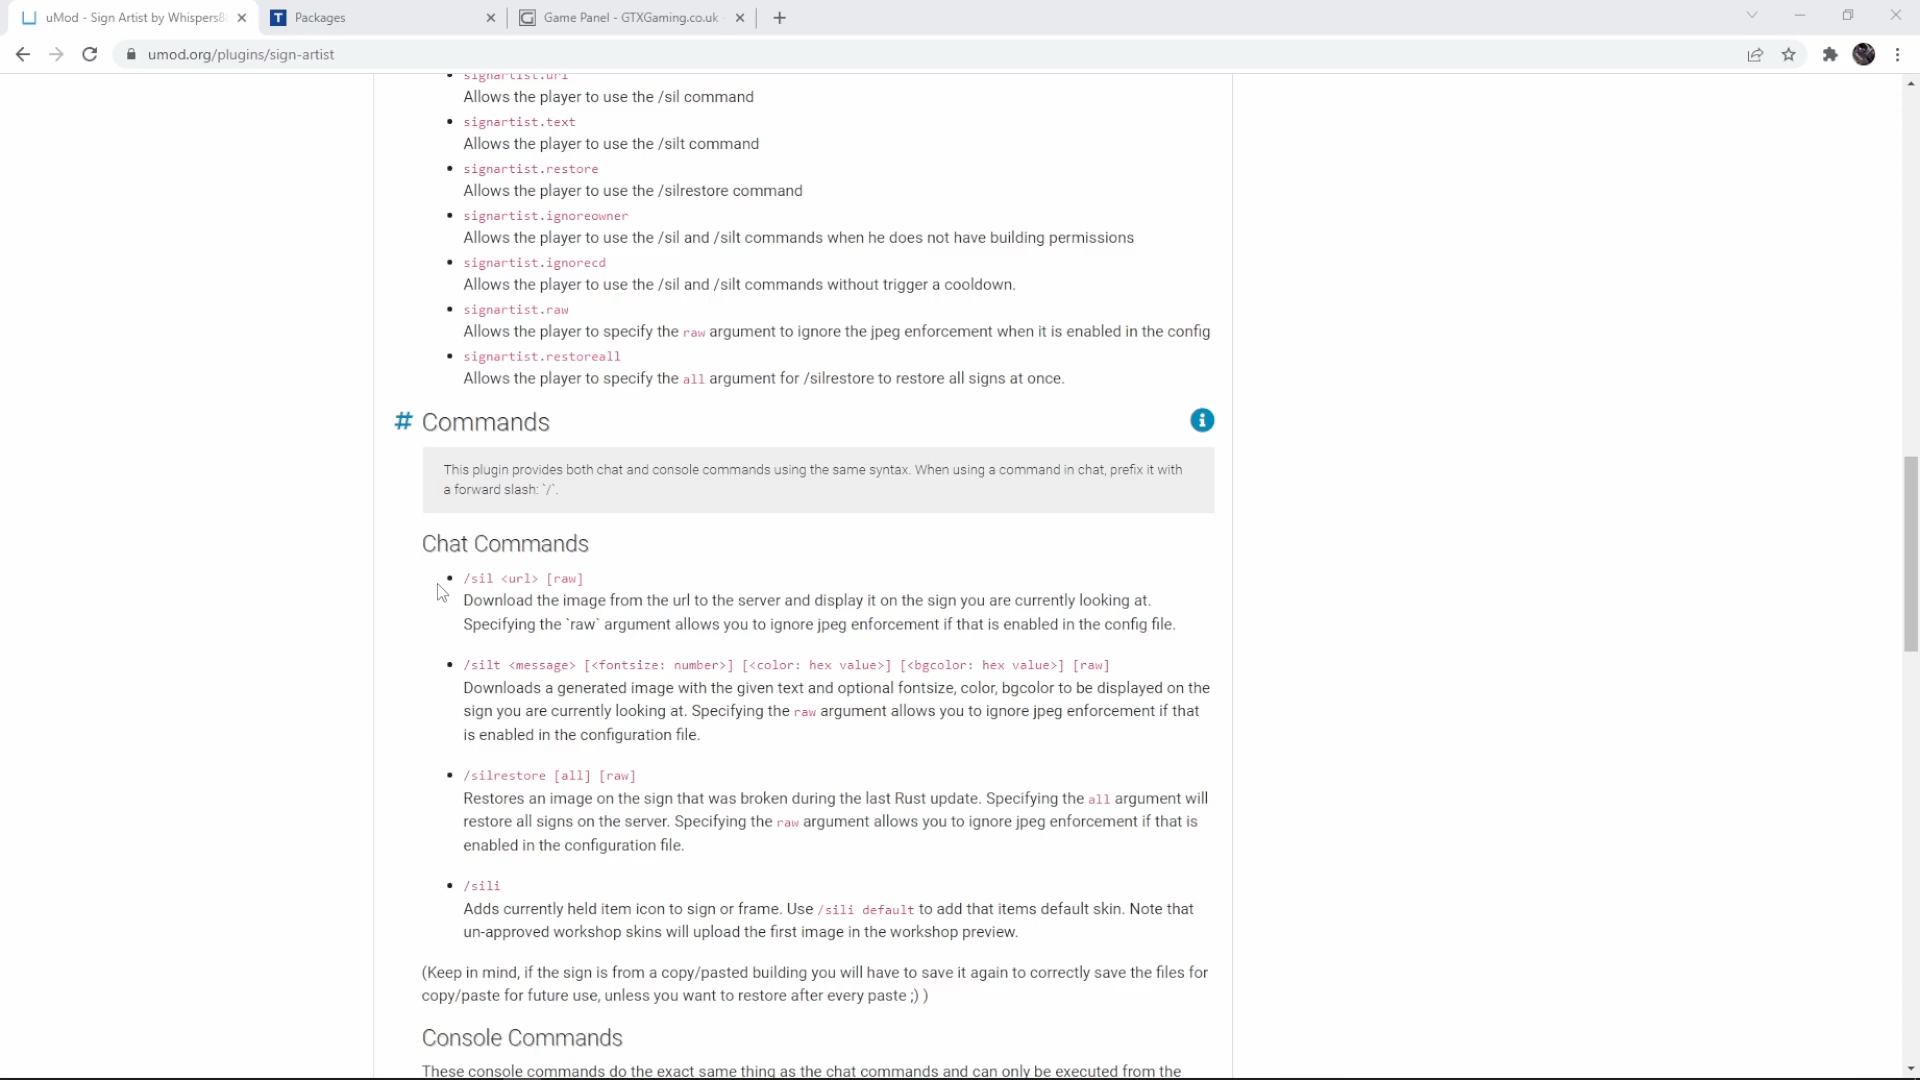 uMod - Sign Artist by Whispers88
Packages
Game Panel - GTXGaming.co.uk
umod.org/plugins/sign-artist
signartist.url
Allows the player to use the /sil command
signartist.text
Allows the player to use the /silt command
signartist.restore
Allows the player to use the /silrestore command
signartist.ignoreowner
Allows the player to use the /sil and /silt commands when he does not have building permissions
signartist.ignorecd
Allows the player to use the /sil and /silt commands without trigger a cooldown.
signartist.raw
Allows the player to specify the raw argument to ignore the jpeg enforcement when it is enabled in the config
signartist.restoreall
Allows the player to specify the all argument for /silrestore to restore all signs at once.
# Commands
This plugin provides both chat and console commands using the same syntax. When using a command in chat, prefix it with
a forward slash: `/`.
Chat Commands
/sil <url> [raw]
Download the image from the url to the server and display it on the sign you are currently looking at.
Specifying the `raw` argument allows you to ignore jpeg enforcement if that is enabled in the config file.
/silt <message> [<fontsize: number>] [<color: hex value>] [<bgcolor: hex value>] [raw]
Downloads a generated image with the given text and optional fontsize, color, bgcolor to be displayed on the
sign you are currently looking at. Specifying the raw argument allows you to ignore jpeg enforcement if that
is enabled in the configuration file.
/silrestore [all] [raw]
Restores an image on the sign that was broken during the last Rust update. Specifying the all argument will
restore all signs on the server. Specifying the raw argument allows you to ignore jpeg enforcement if that is
enabled in the configuration file.
/sili
Adds currently held item icon to sign or frame. Use /sili default to add that items default skin. Note that
un-approved workshop skins will upload the first image in the workshop preview.
(Keep in mind, if the sign is from a copy/pasted building you will have to save it again to correctly save the files for
copy/paste for future use, unless you want to restore after every paste ;) )
Console Commands
These console commands do the exact same thing as the chat commands and can only be executed from the